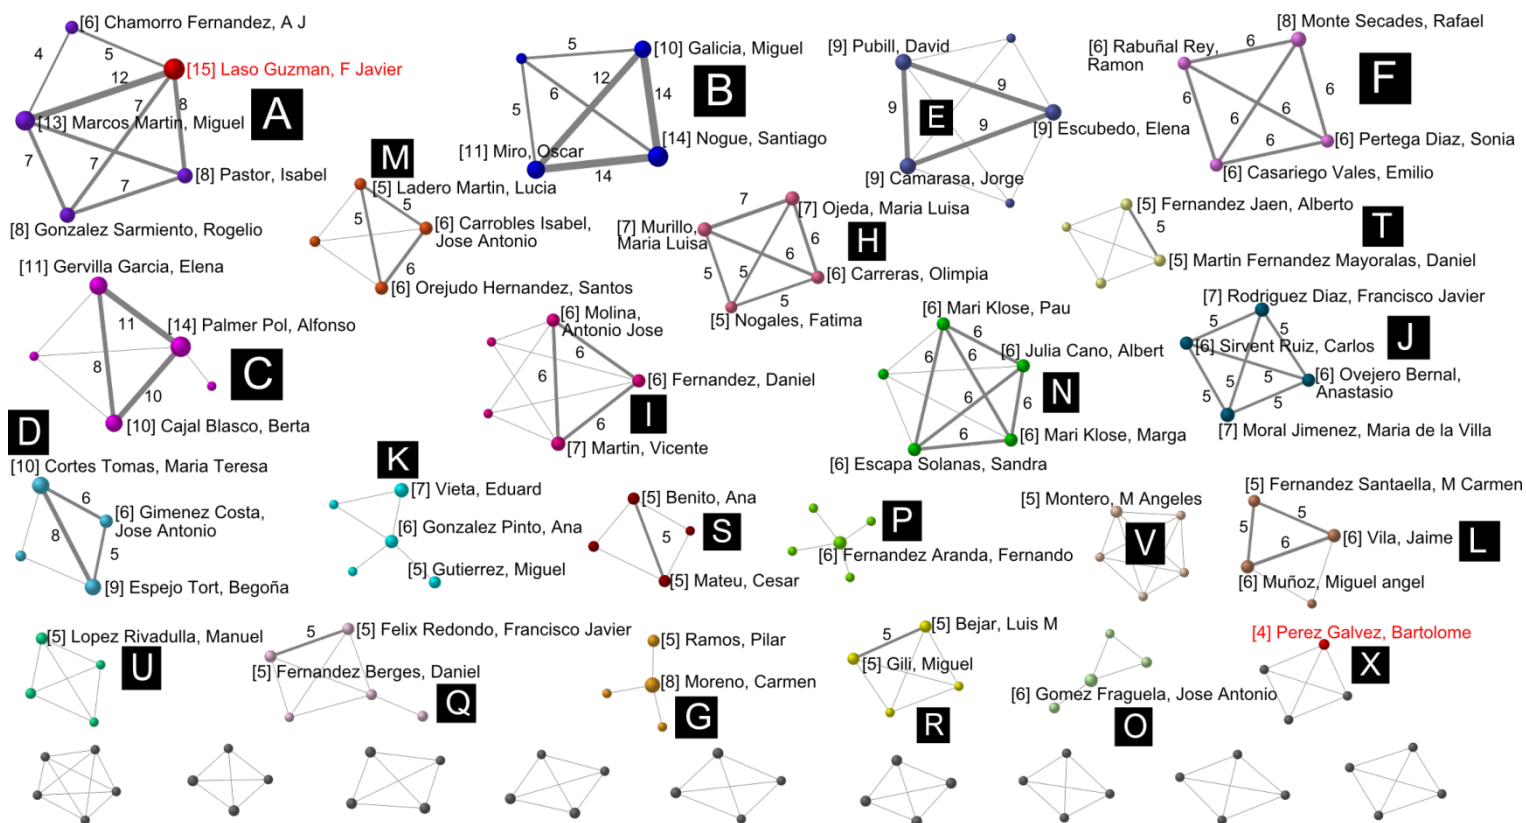 [6] Chamorro Fernandez, A J
4
5
[15] Laso Guzman, F Javier
12
7
8
[13] Marcos Martin, Miguel
A
7
7
7
[8] Pastor, Isabel
[8] Gonzalez Sarmiento, Rogelio
5
[10] Galicia, Miguel
12
B
14
5
6
[14] Nogue, Santiago
[11] Miro, Oscar
14
[9] Pubill, David
9
9
E
9
[9] Escubedo, Elena
[9] Camarasa, Jorge
[8] Monte Secades, Rafael
[6] Rabuñal Rey,
Ramon
6
F
6
6
6
6
6
[6] Pertega Diaz, Sonia
[6] Casariego Vales, Emilio
M
[5] Ladero Martin, Lucia
5
5
[6] Carrobles Isabel,
Jose Antonio
6
[6] Orejudo Hernandez, Santos
7
[7] Ojeda, Maria Luisa
[7] Murillo,
Maria Luisa
H
6
6
5
5
[6] Carreras, Olimpia
5
[5] Nogales, Fatima
[5] Fernandez Jaen, Alberto
5
T
[5] Martin Fernandez Mayoralas, Daniel
[11] Gervilla Garcia, Elena
11
[14] Palmer Pol, Alfonso
8
C
10
[10] Cajal Blasco, Berta
[6] Molina,
Antonio Jose
6
6
[6] Fernandez, Daniel
I
6
[7] Martin, Vicente
[6] Mari Klose, Pau
6
6
6
[6] Julia Cano, Albert
6
6
N
6
[6] Mari Klose, Marga
[6] Escapa Solanas, Sandra
[7] Rodriguez Diaz, Francisco Javier
5
5
J
[6] Sirvent Ruiz, Carlos
5
5
5
[6] Ovejero Bernal,
Anastasio
5
[7] Moral Jimenez, Maria de la Villa
D
[10] Cortes Tomas, Maria Teresa
6
[6] Gimenez Costa,
Jose Antonio
8
5
[9] Espejo Tort, Begoña
K
[7] Vieta, Eduard
[6] Gonzalez Pinto, Ana
[5] Gutierrez, Miguel
[5] Benito, Ana
5
S
[5] Mateu, Cesar
P
[6] Fernandez Aranda, Fernando
[5] Montero, M Angeles
V
[5] Fernandez Santaella, M Carmen
5
5
6
[6] Vila, Jaime
L
[6] Muñoz, Miguel angel
[5] Lopez Rivadulla, Manuel
U
[5] Felix Redondo, Francisco Javier
5
[5] Fernandez Berges, Daniel
Q
[5] Ramos, Pilar
[8] Moreno, Carmen
G
[5] Bejar, Luis M
5
[5] Gili, Miguel
R
[6] Gomez Fraguela, Jose Antonio
O
[4] Perez Galvez, Bartolome
X